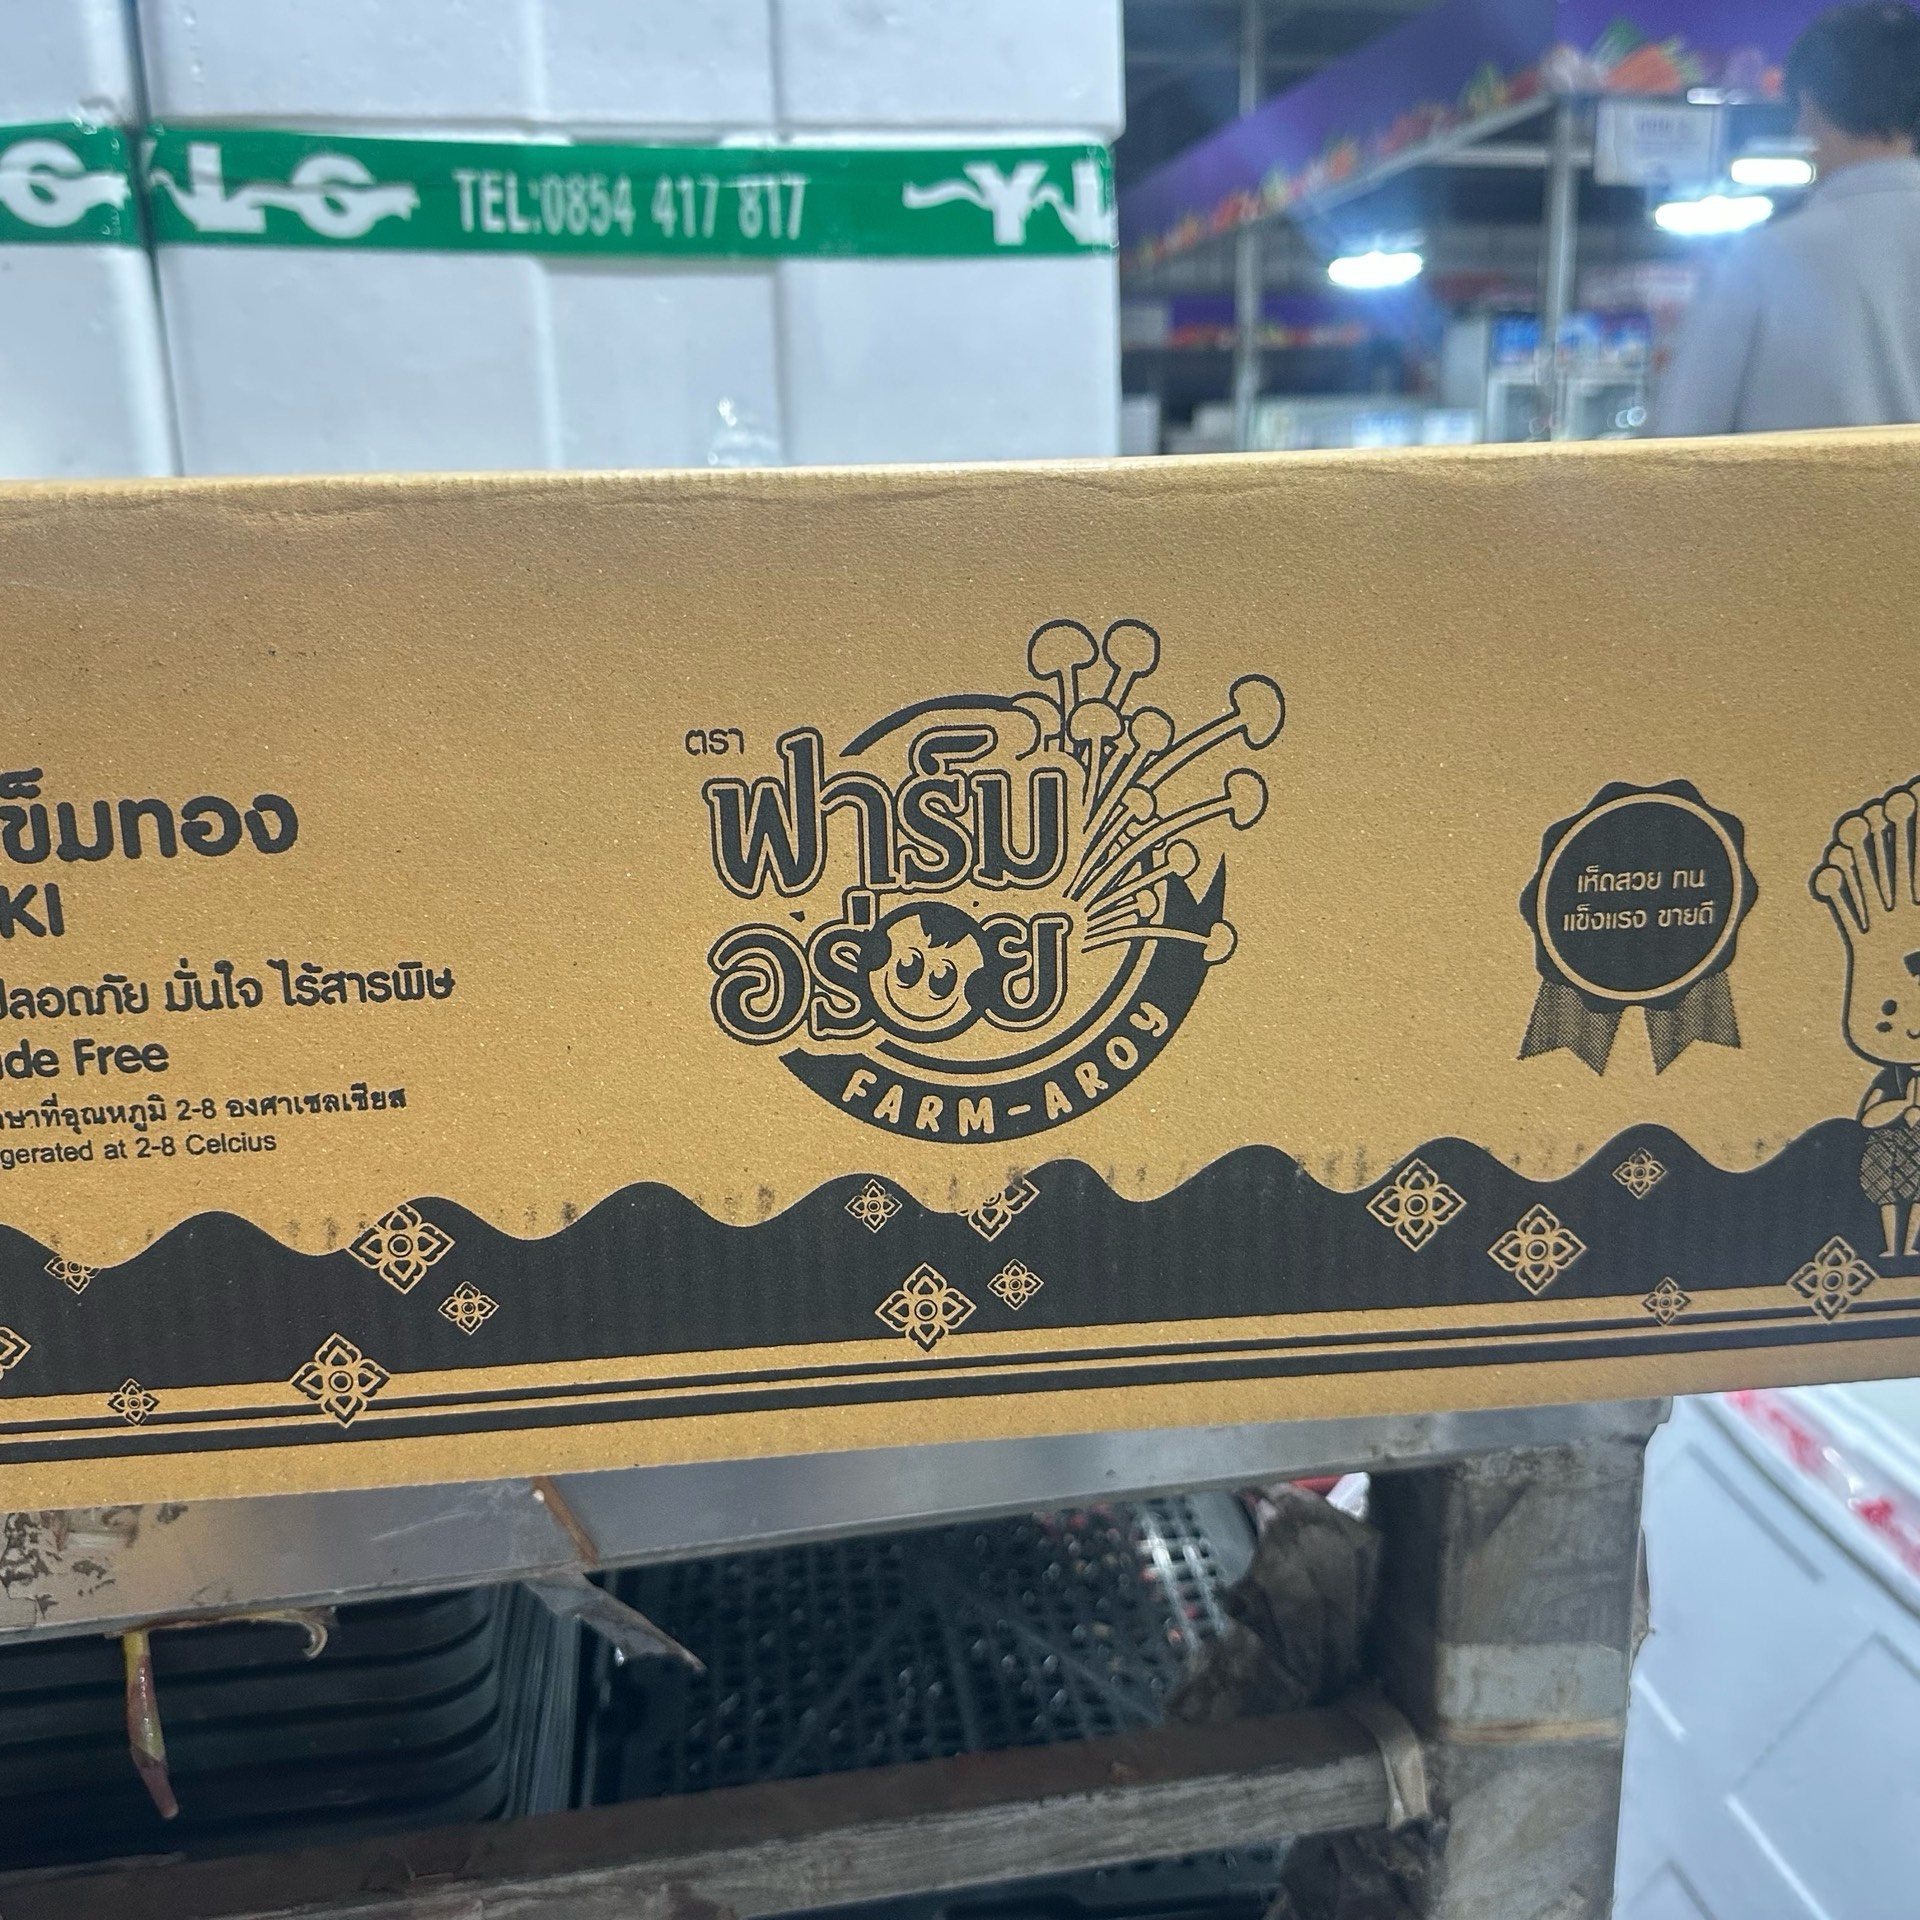 YLG TEL:0854 417 817
ตรา
ฟาร์ม
อร่อย
FARM-AROY
เข็มทอง
KI
ปลอดภัย มั่นใจ ไร้สารพิษ
ide Free
ษาที่อุณหภูมิ 2-8 องศาเซลเซียส
gerated at 2-8 Celcius
เห็ดสวย ทน
แข็งแรง ขายดี